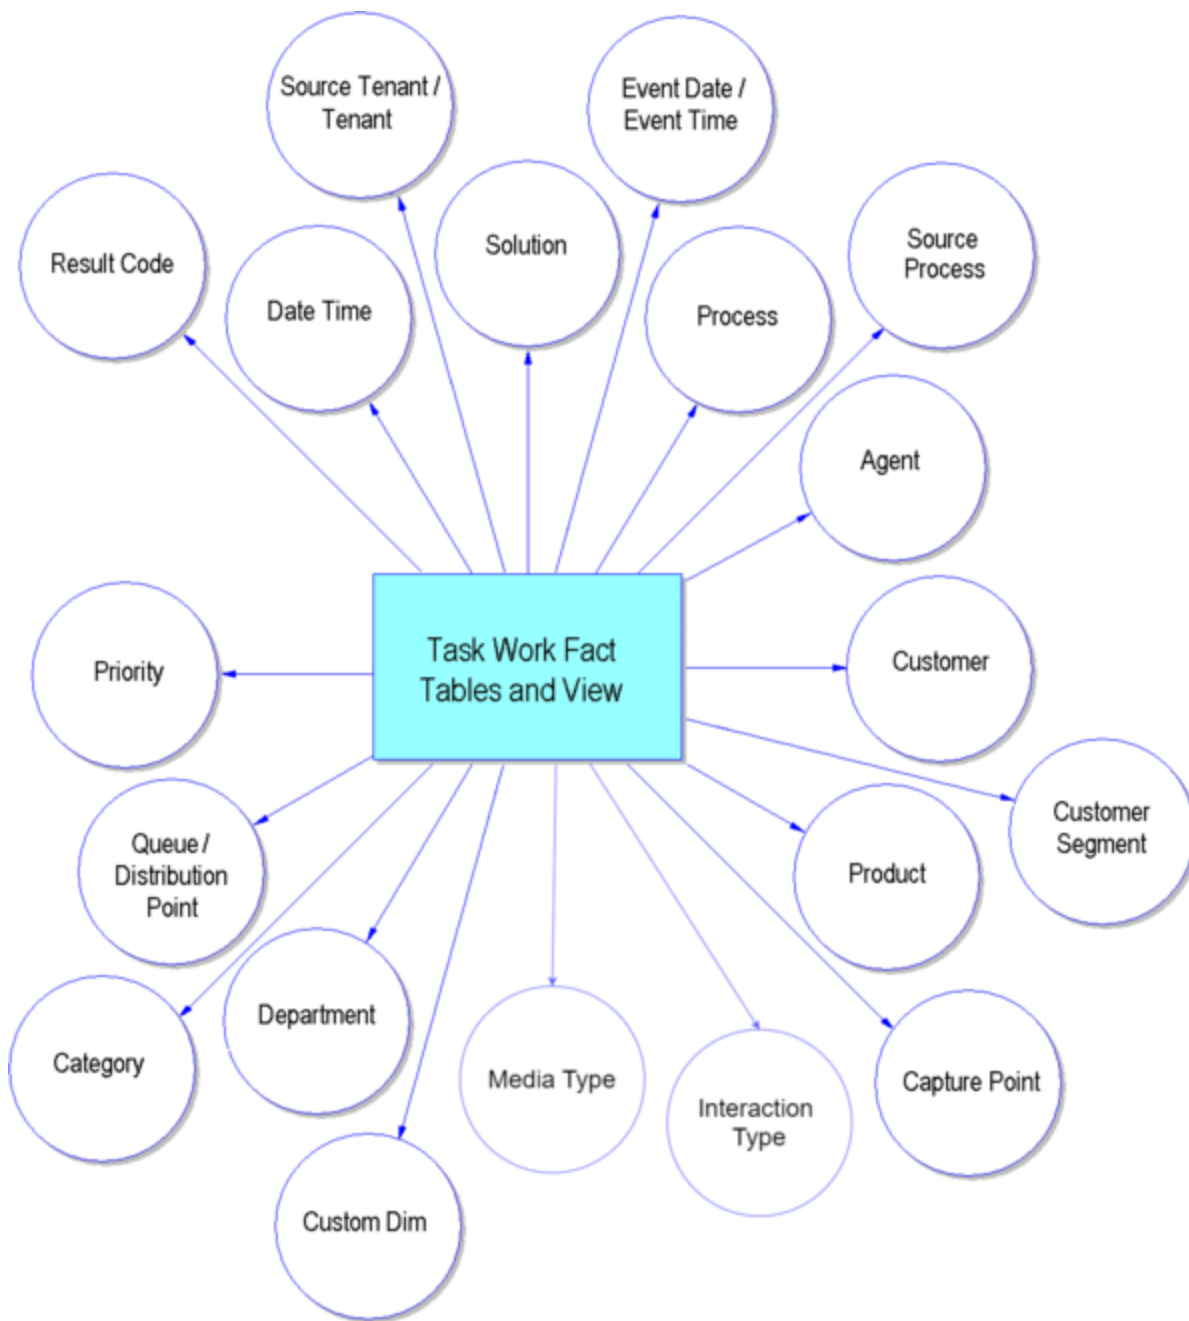 Source Tenant /
Tenant
Event Date /
Event Time
Result Code
Date Time
Solution
Process
Source
Process
Agent
Task Work Fact
Tables and View
Priority
Customer
Queue /
Distribution
Point
Customer
Segment
Product
Category
Department
Media Type
Interaction
Type
Capture Point
Custom Dim